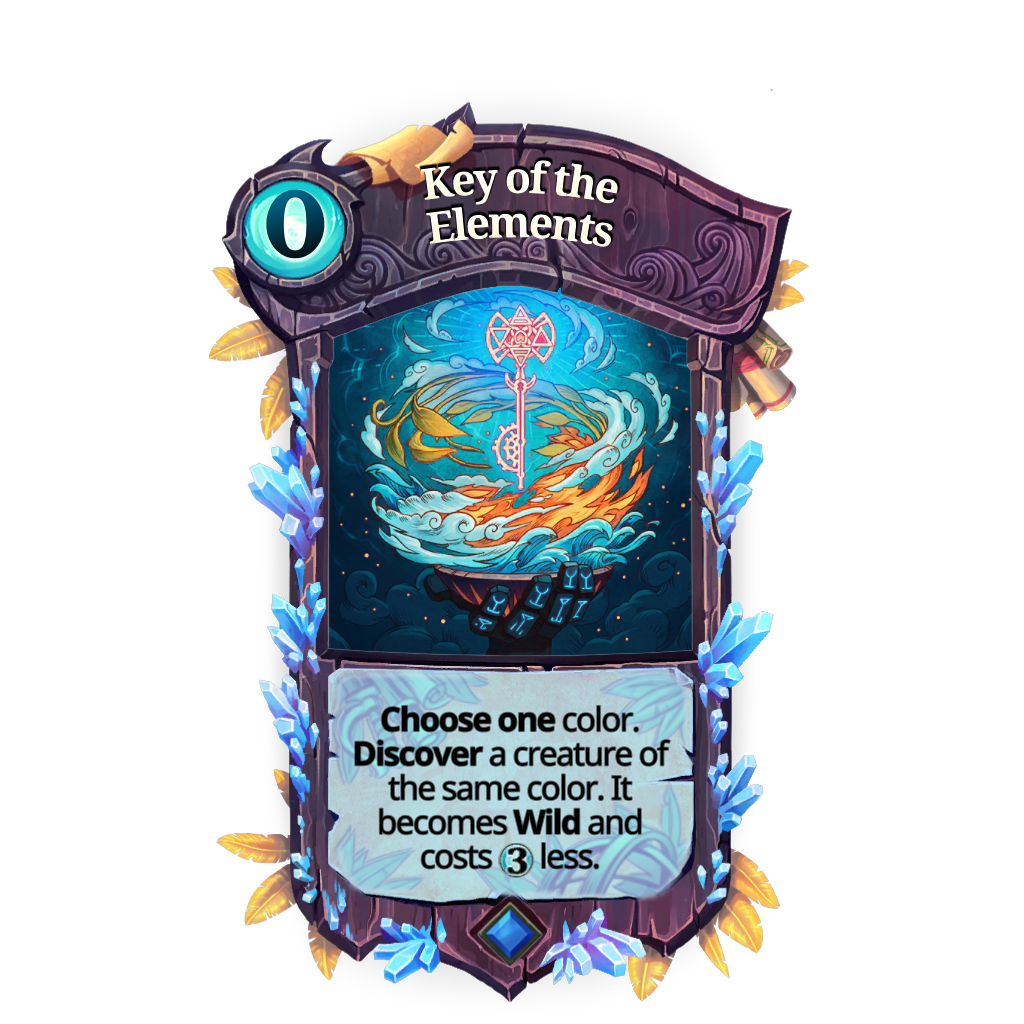 0
Key of the
Elements
Choose one color.
Discover a creature of
the same color. It
becomes Wild and
costs 3 less.